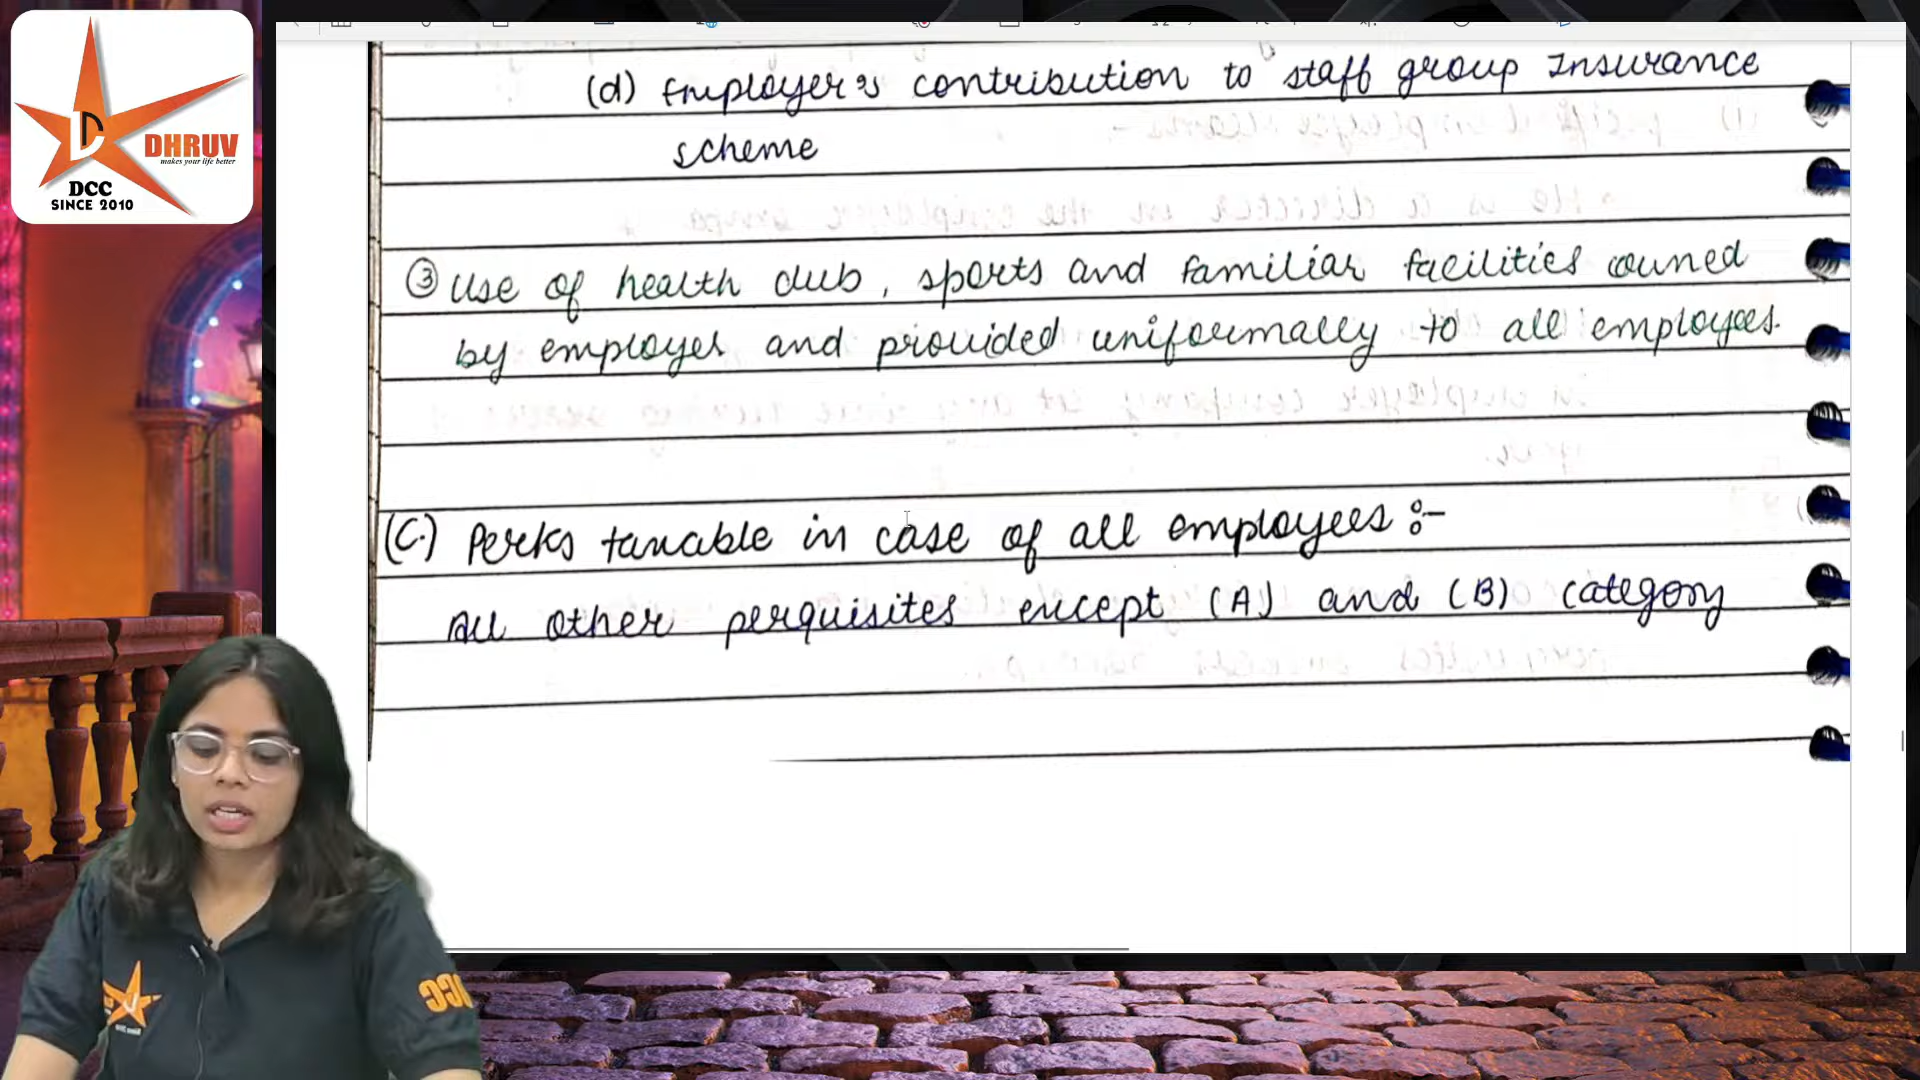 DHRUV
makes your life better
DCC
SINCE 2010
(d) Employer's contribution to staff group Insurance
scheme
③ Use of health club, sports and familiar facilities owned
by employer and provided uniformally to all employees.
(C.) Perks taxable in case of all employees :-
All other perquisites except (A) and (B) category
DCC